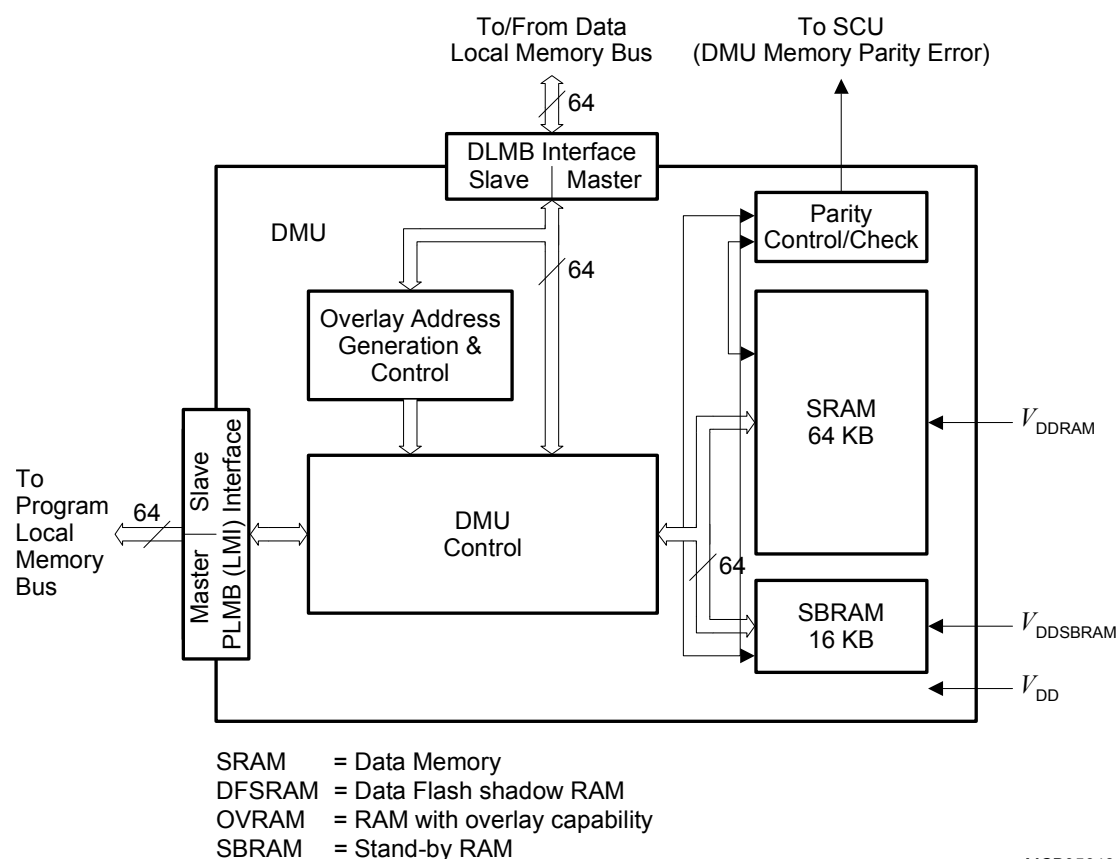 To/From Data
Local Memory Bus
To SCU
(DMU Memory Parity Error)
64
DLMB Interface
Slave Master
DMU
64
Parity
Control/Check
Overlay Address
Generation &
Control
SRAM
64 KB
VDDRAM
To
Program
Local
Memory
Bus
64
Master Slave
PLMB (LMI) Interface
DMU
Control
64
SBRAM
16 KB
VDDSBRAM
VDD
SRAM = Data Memory
DFSRAM = Data Flash shadow RAM
OVRAM = RAM with overlay capability
SBRAM = Stand-by RAM